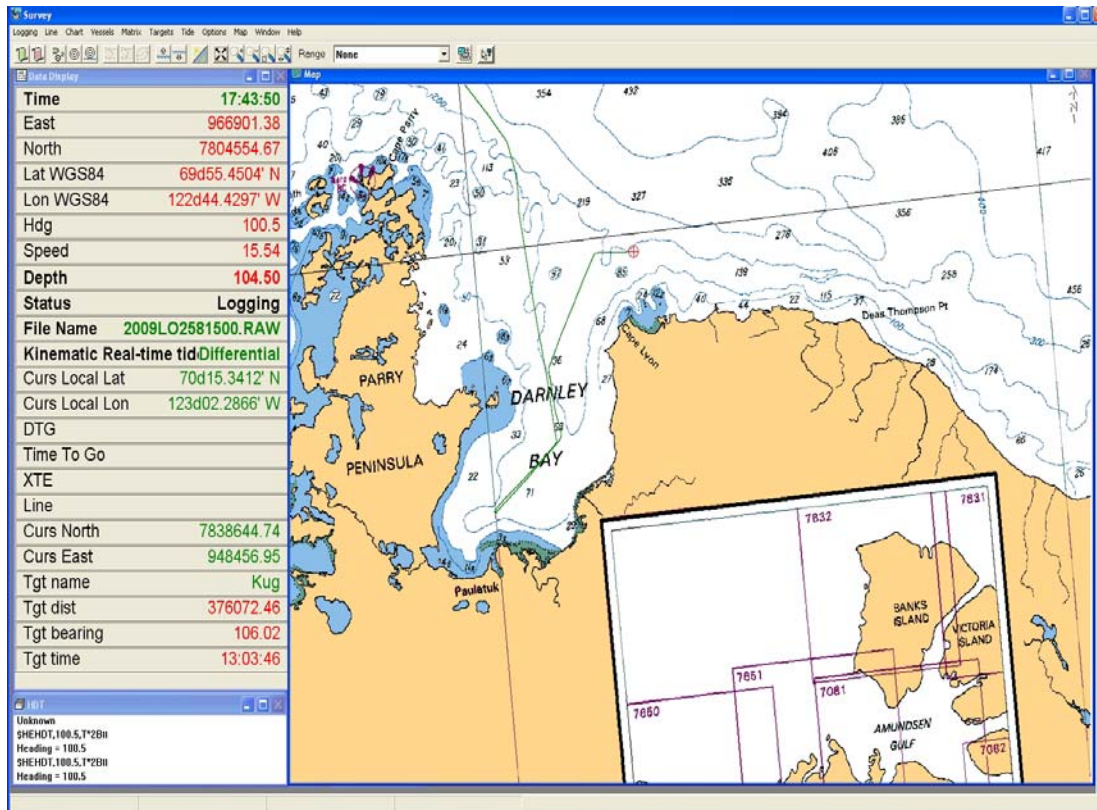 Survey
Logging Line Chart Vessels Matrix Targets Tide Options Map Window Help
Range None
Data Display
Time 17:43:50
East 966901.38
North 7804554.67
Lat WGS84 69d55.4504' N
Lon WGS84 122d44.4297' W
Hdg 100.5
Speed 15.54
Depth 104.50
Status Logging
File Name 2009LO2581500.RAW
Kinematic Real-time tid Differential
Curs Local Lat 70d15.3412' N
Curs Local Lon 123d02.2866' W
DTG
Time To Go
XTE
Line
Curs North 7838644.74
Curs East 948456.95
Tgt name Kug
Tgt dist 376072.46
Tgt bearing 106.02
Tgt time 13:03:46
HDT
Unknown
$HEHDT,100.5,T*2B
Heading = 100.5
$HEHDT,100.5,T*2B
Heading = 100.5
Map
354 492
394 385
417
408
Cape Parry
113
336
327
219
356
278
139
258
456
Deas Thompson Pt
Cape Lyon
PARRY
PENINSULA
DARNLEY
BAY
Paulatuk
7831
7832
BANKS
ISLAND
VICTORIA
ISLAND
7651
7650
7081
AMUNDSEN
GULF
7082